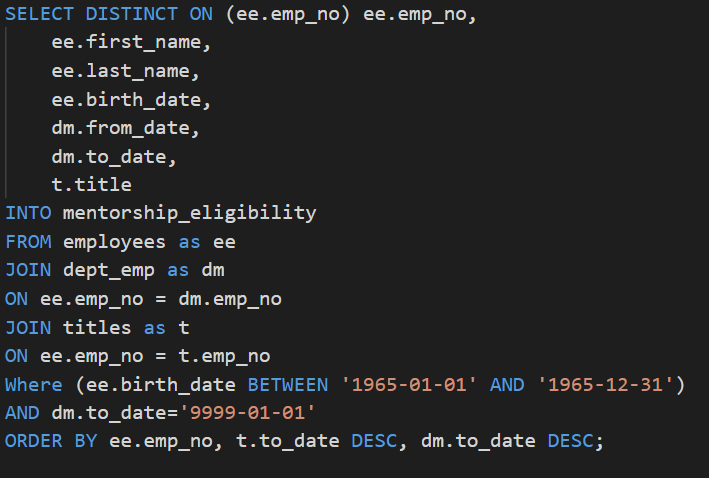 SELECT DISTINCT ON (ee.emp_no) ee.emp_no,
    ee.first_name,
    ee.last_name,
    ee.birth_date,
    dm.from_date,
    dm.to_date,
    t.title
INTO mentorship_eligibility
FROM employees as ee
JOIN dept_emp as dm
ON ee.emp_no = dm.emp_no
JOIN titles as t
ON ee.emp_no = t.emp_no
Where (ee.birth_date BETWEEN '1965-01-01' AND '1965-12-31')
AND dm.to_date='9999-01-01'
ORDER BY ee.emp_no, t.to_date DESC, dm.to_date DESC;